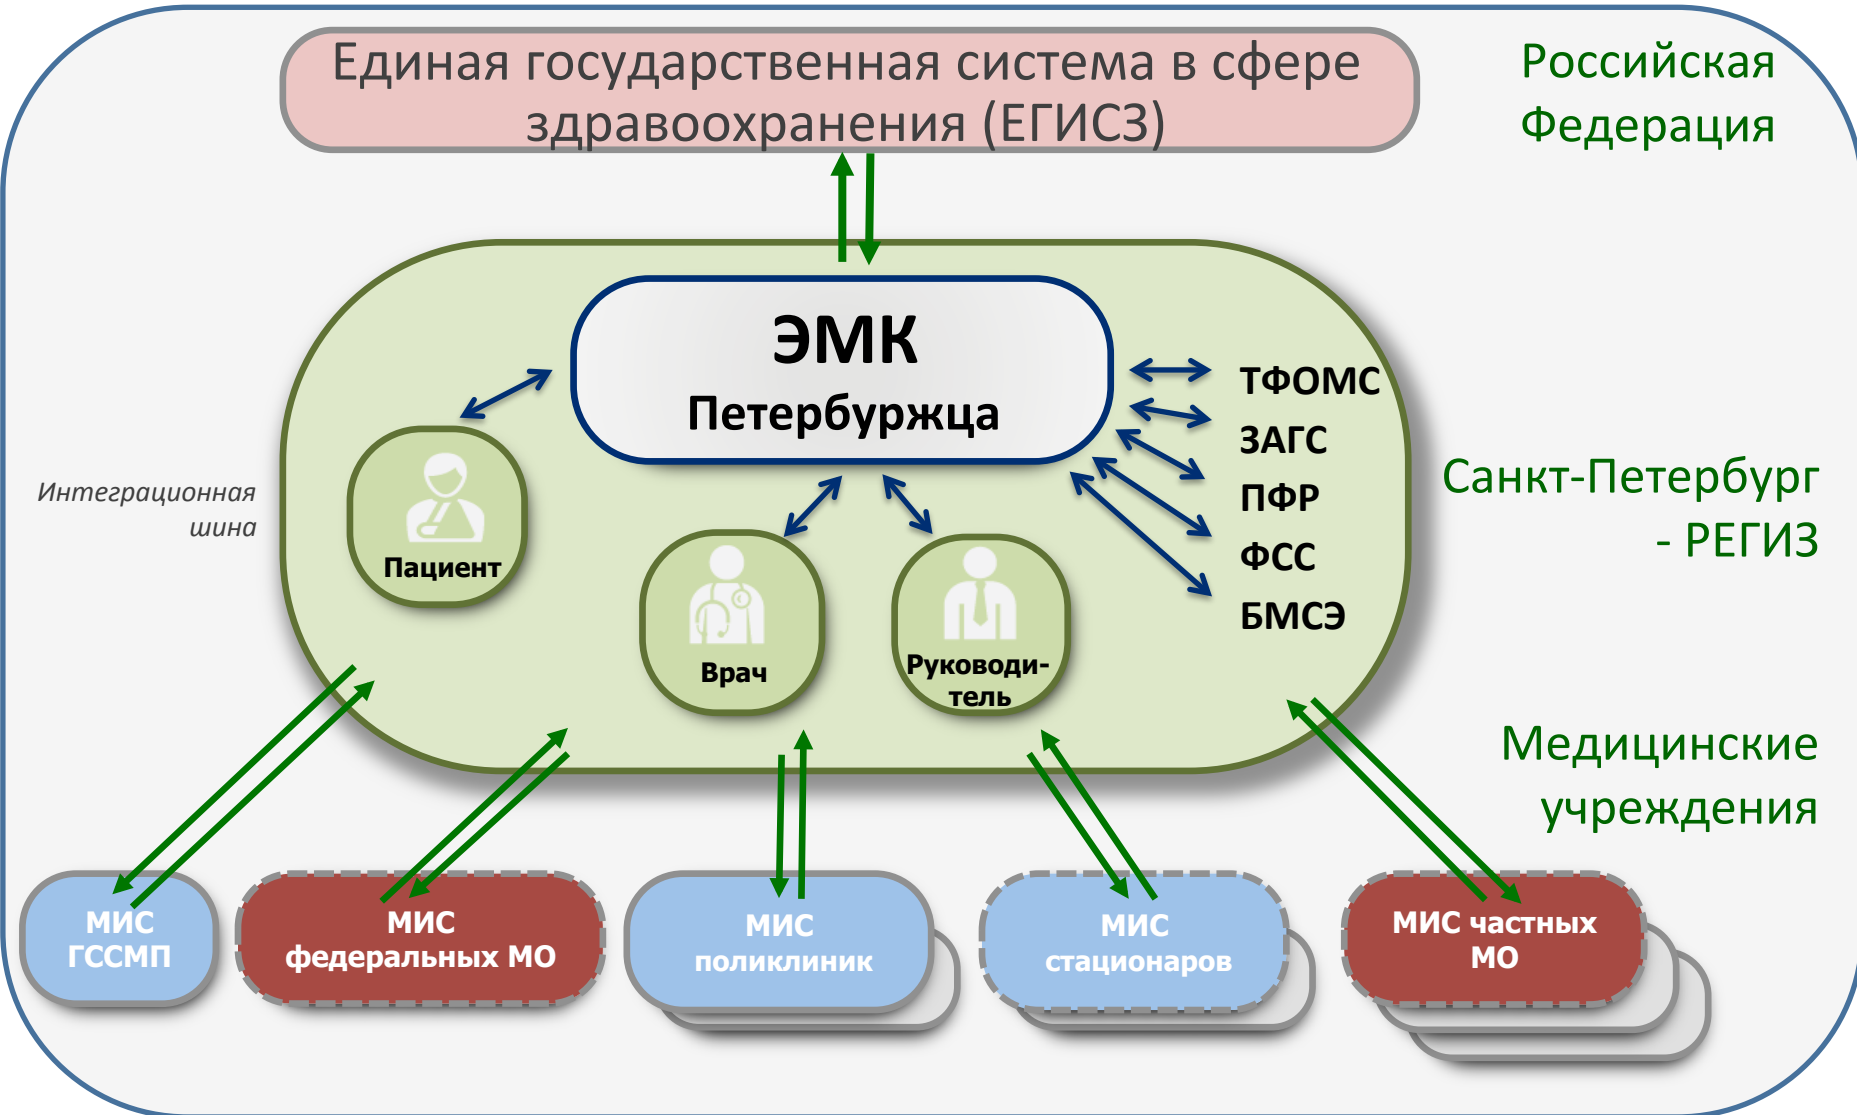 Единая государственная система в сфере
здравоохранения (ЕГИСЗ)
Российская
Федерация
ЭМК
Петербуржца
ТФОМС
ЗАГС
ПФР
ФСС
БМСЭ
Интеграционная
шина
Пациент
Врач
Руководи-
тель
Санкт-Петербург
- РЕГИЗ
Медицинские
учреждения
МИС
ГССМП
МИС
федеральных МО
МИС
поликлиник
МИС
стационаров
МИС частных
МО